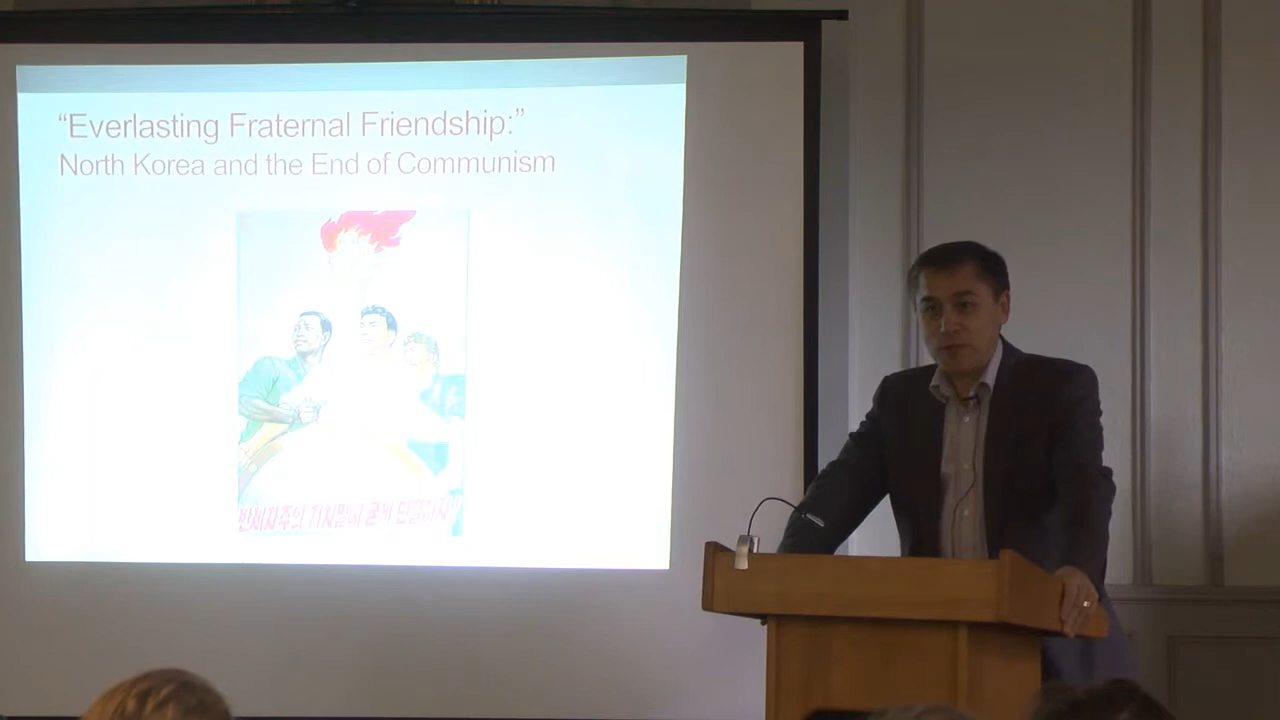 “Everlasting Fraternal Friendship:”
North Korea and the End of Communism
반제자주의 기치밑에 굳게 단결하자!